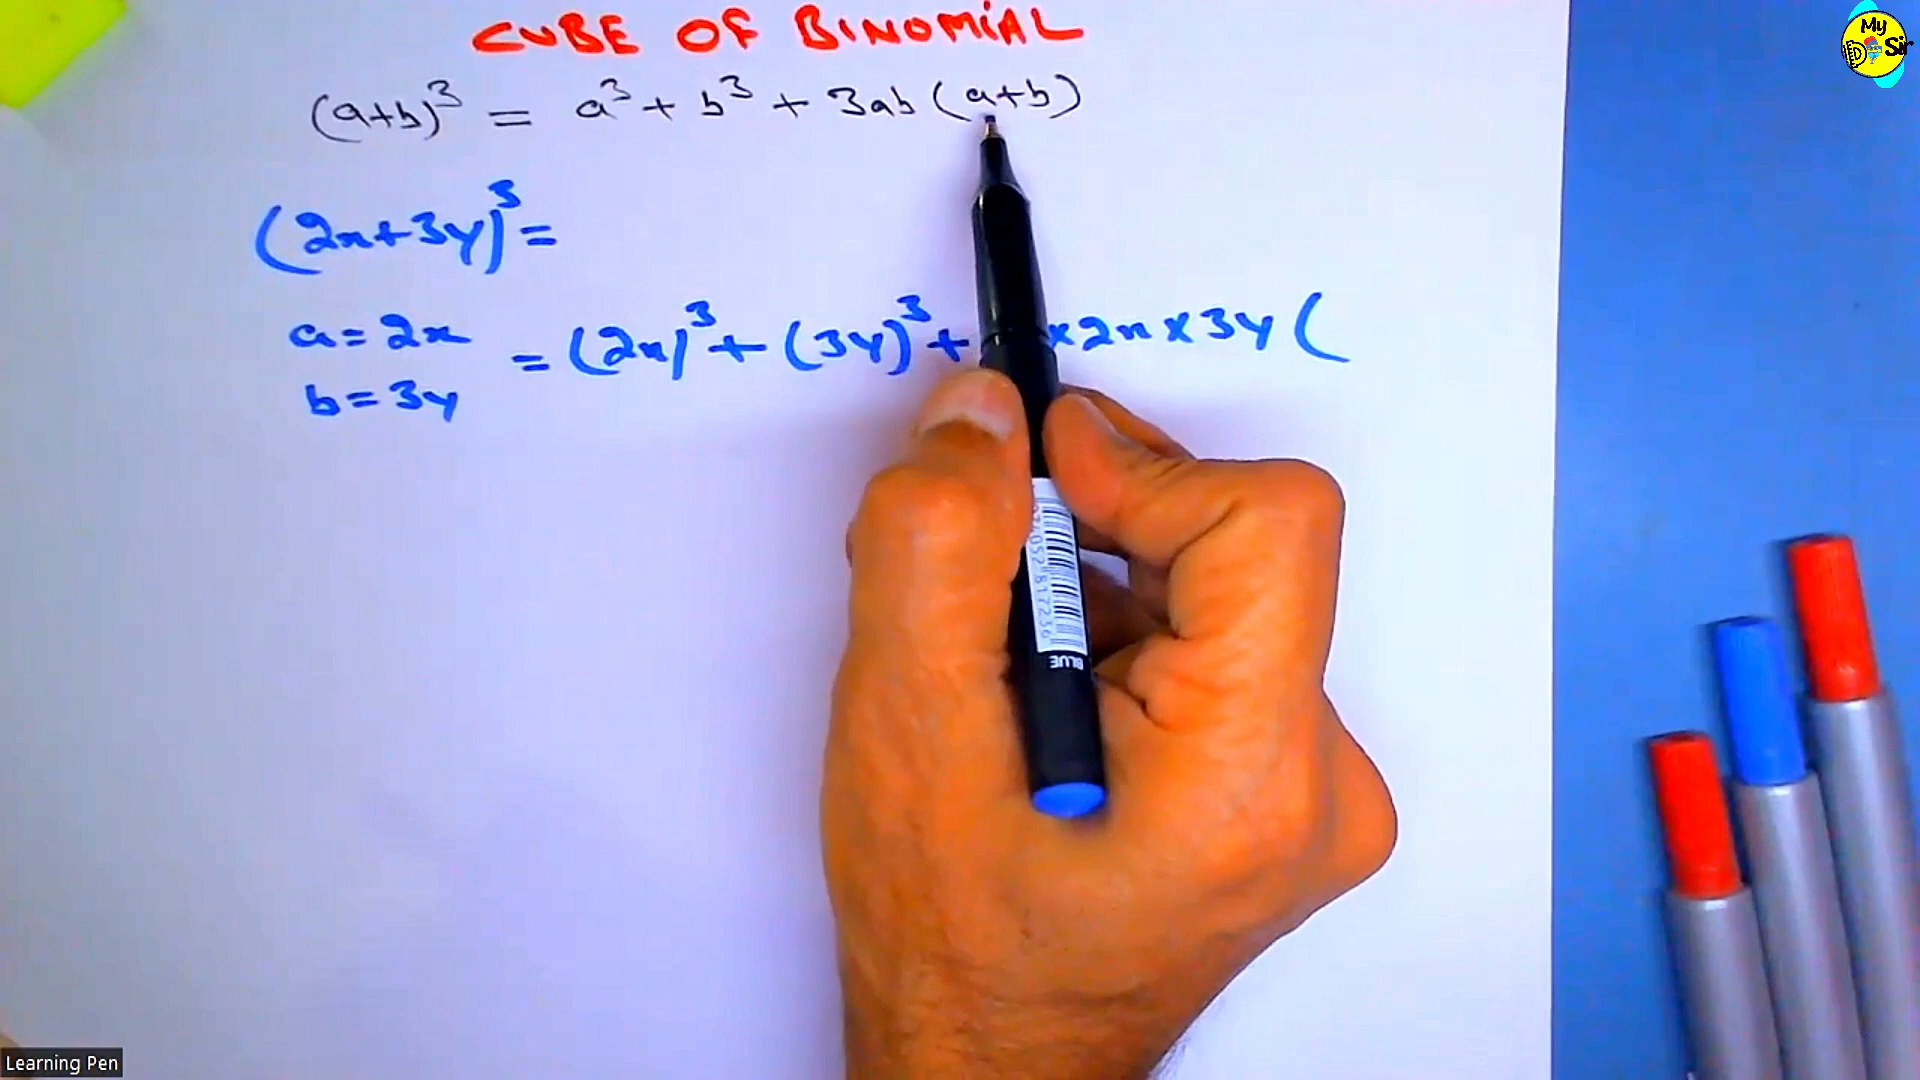 My
Sir
CUBE OF BINOMIAL
(a+b)³ = a³ + b³ + 3ab (a+b)
(2x+3y)³ =
a = 2x
= (2x)³ + (3y)³ + x 2x x 3y (
b = 3y
BLUE
Learning Pen